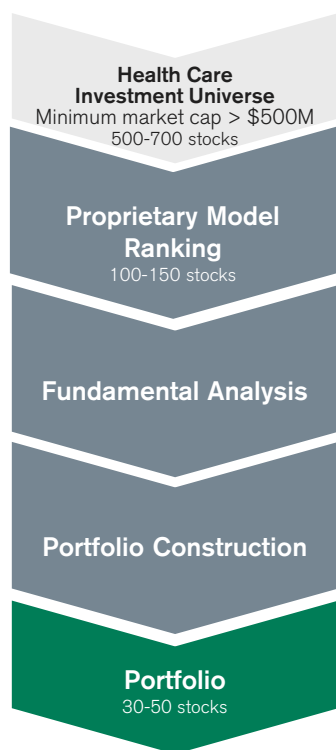 Health Care
Investment Universe
Minimum market cap > $500M
500-700 stocks
Proprietary Model
Ranking
100-150 stocks
Fundamental Analysis
Portfolio Construction
Portfolio
30-50 stocks